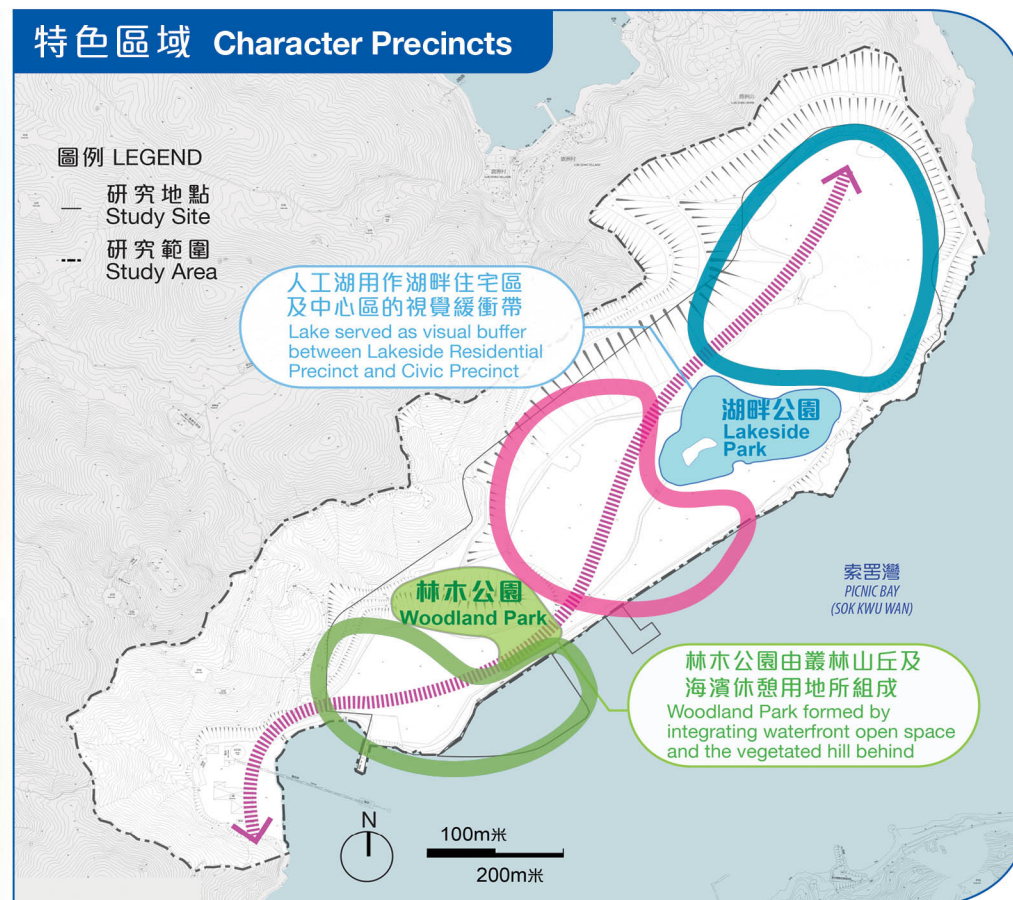 特色區域 Character Precincts
圖例 LEGEND
研究地點
Study Site
研究範圍
Study Area
人工湖用作湖畔住宅區
及中心區的視覺緩衝帶
Lake served as visual buffer
between Lakeside Residential
Precinct and Civic Precinct
湖畔公園
Lakeside
Park
林木公園
Woodland Park
索罟灣
PICNIC BAY
(SOK KWU WAN)
林木公園由叢林山丘及
海濱休憩用地所組成
Woodland Park formed by
integrating waterfront open space
and the vegetated hill behind
N
100m米
200m米